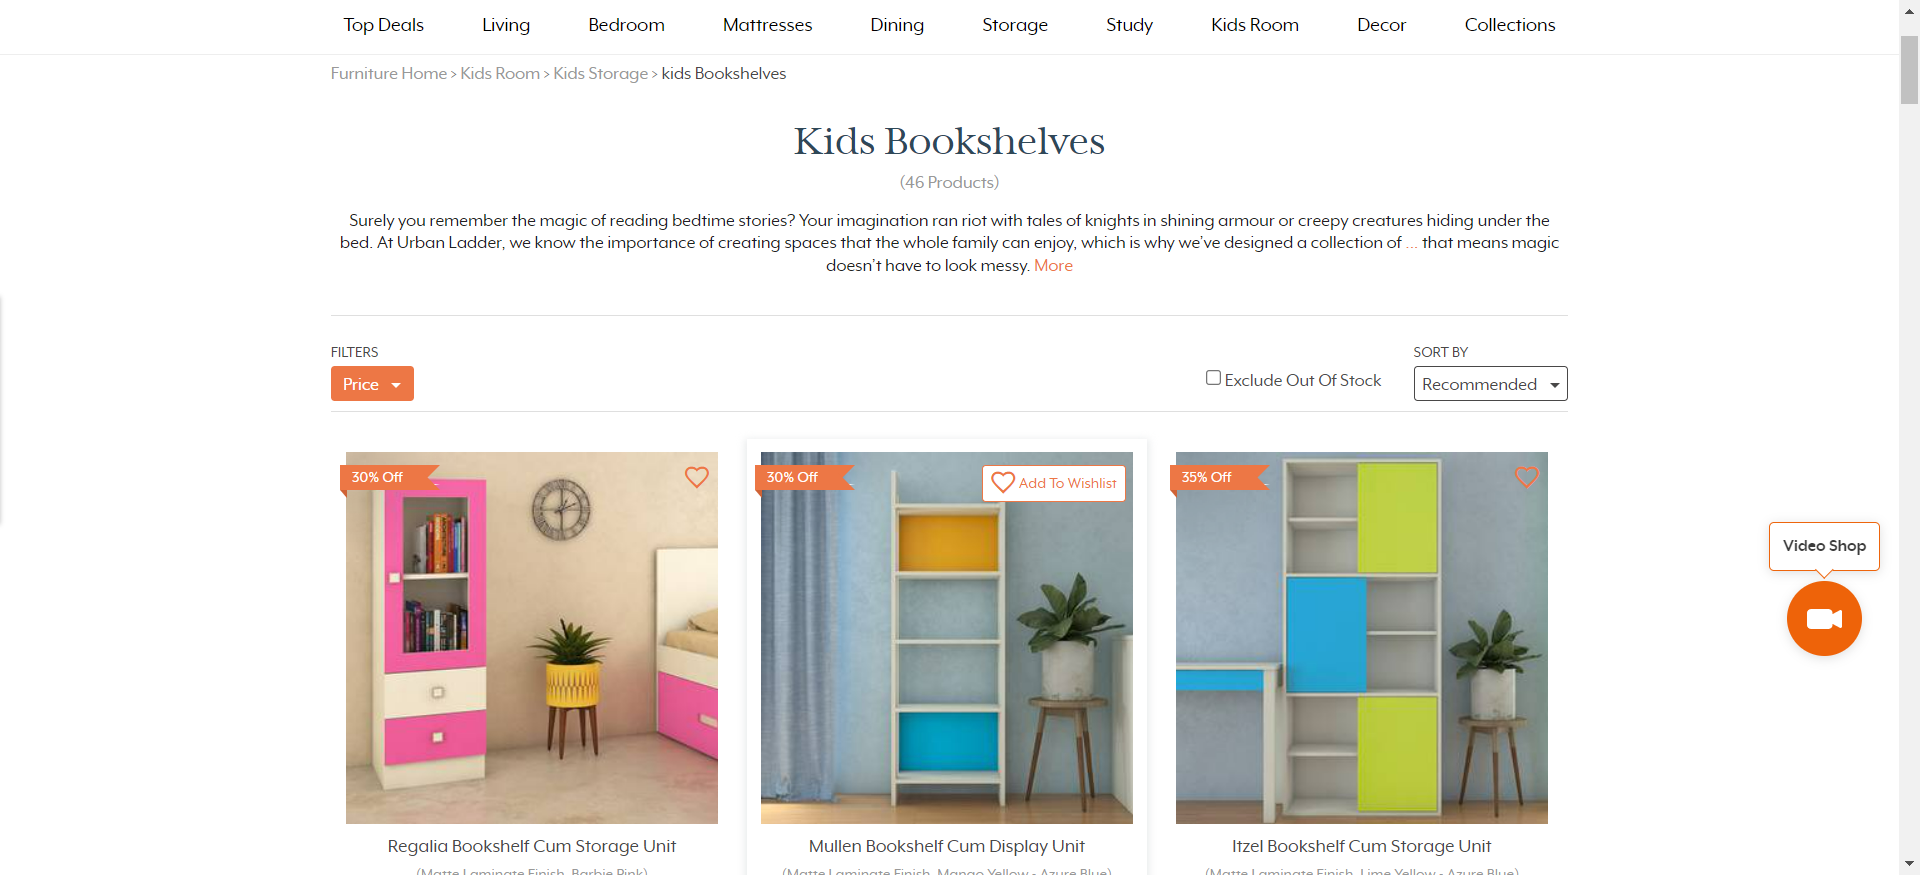 Top Deals Living Bedroom Mattresses Dining Storage Study Kids Room Decor Collections
Furniture Home > Kids Room > Kids Storage > kids Bookshelves
Kids Bookshelves
(46 Products)
Surely you remember the magic of reading bedtime stories? Your imagination ran riot with tales of knights in shining armour or creepy creatures hiding under the
bed. At Urban Ladder, we know the importance of creating spaces that the whole family can enjoy, which is why we've designed a collection of ... that means magic
doesn't have to look messy. More
FILTERS
SORT BY
Price
Exclude Out Of Stock
Recommended
30% Off
30% Off
Add To Wishlist
35% Off
Video Shop
Regalia Bookshelf Cum Storage Unit
Mullen Bookshelf Cum Display Unit
Itzel Bookshelf Cum Storage Unit
(Matte Laminate Finish, Barbie Pink)
(Matte Laminate Finish, Mango Yellow - Azure Blue)
(Matte Laminate Finish, Lime Yellow - Azure Blue)